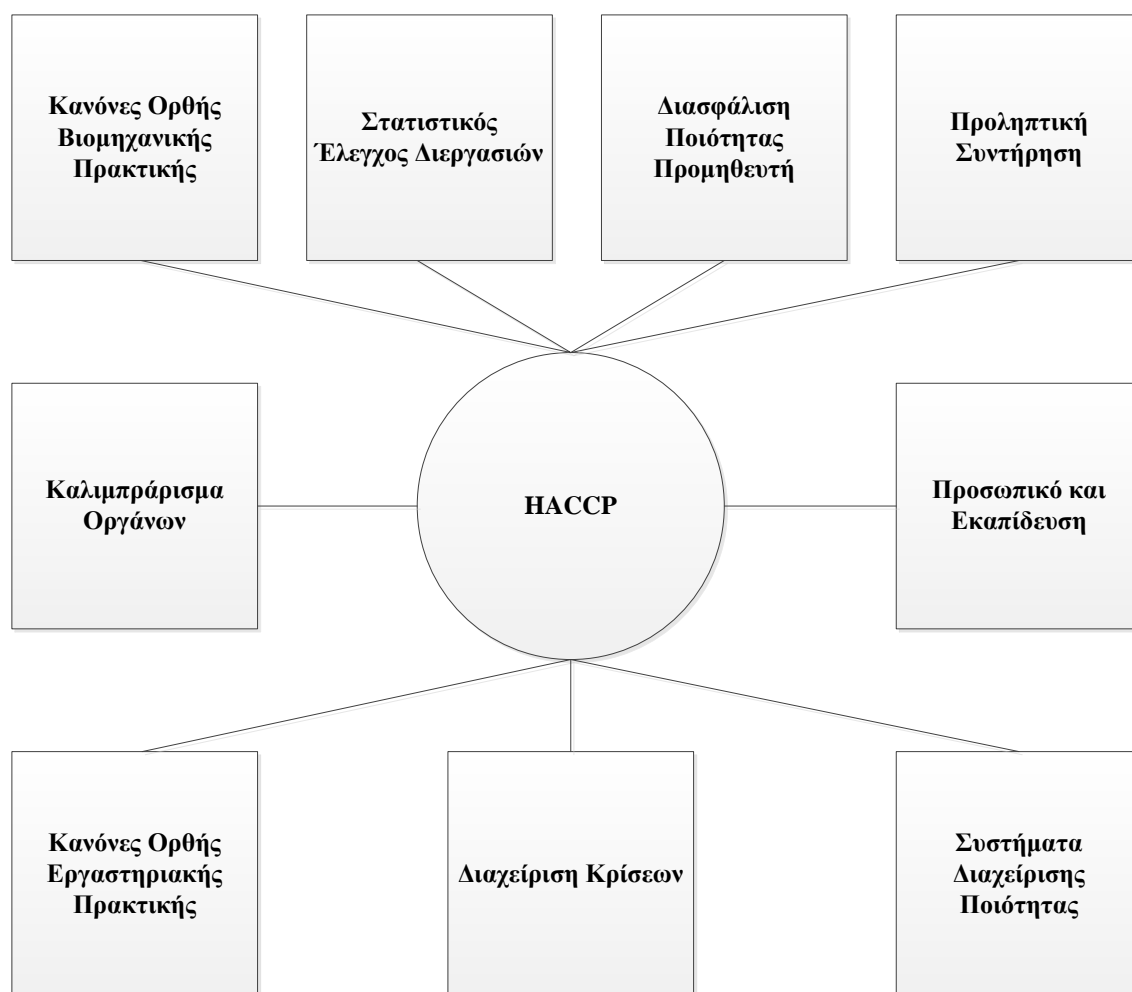 Κανόνες Ορθής
Βιομηχανικής
Πρακτικής
Στατιστικός
Έλεγχος Διεργασιών
Διασφάλιση
Ποιότητας
Προμηθευτή
Προληπτική
Συντήρηση
Καλιμπράρισμα
Οργάνων
HACCP
Προσωπικό και
Εκαπίδευση
Κανόνες Ορθής
Εργαστηριακής
Πρακτικής
Διαχείριση Κρίσεων
Συστήματα
Διαχείρισης
Ποιότητας